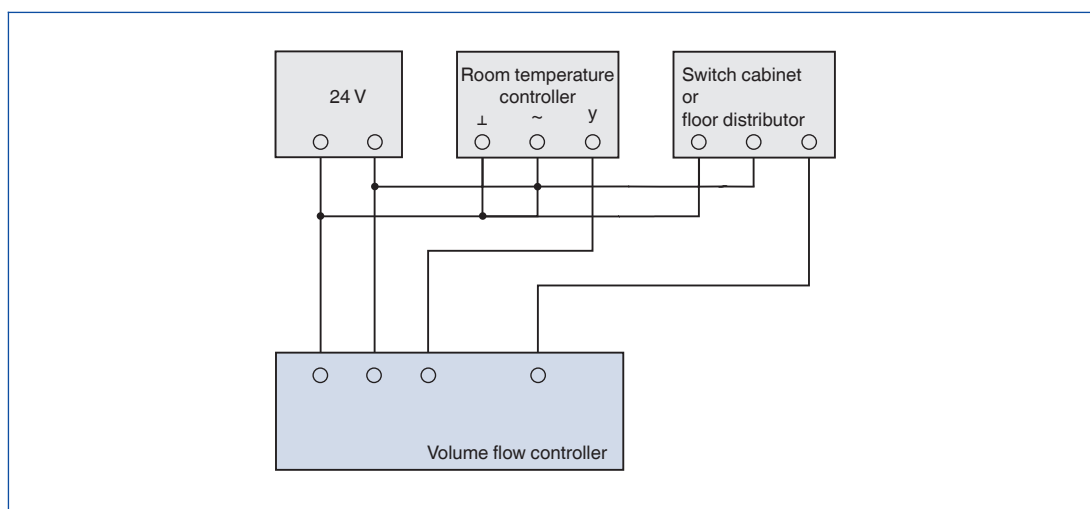 24 V
Room temperature
controller
⊥ ~ y
Switch cabinet
or
floor distributor
Volume flow controller